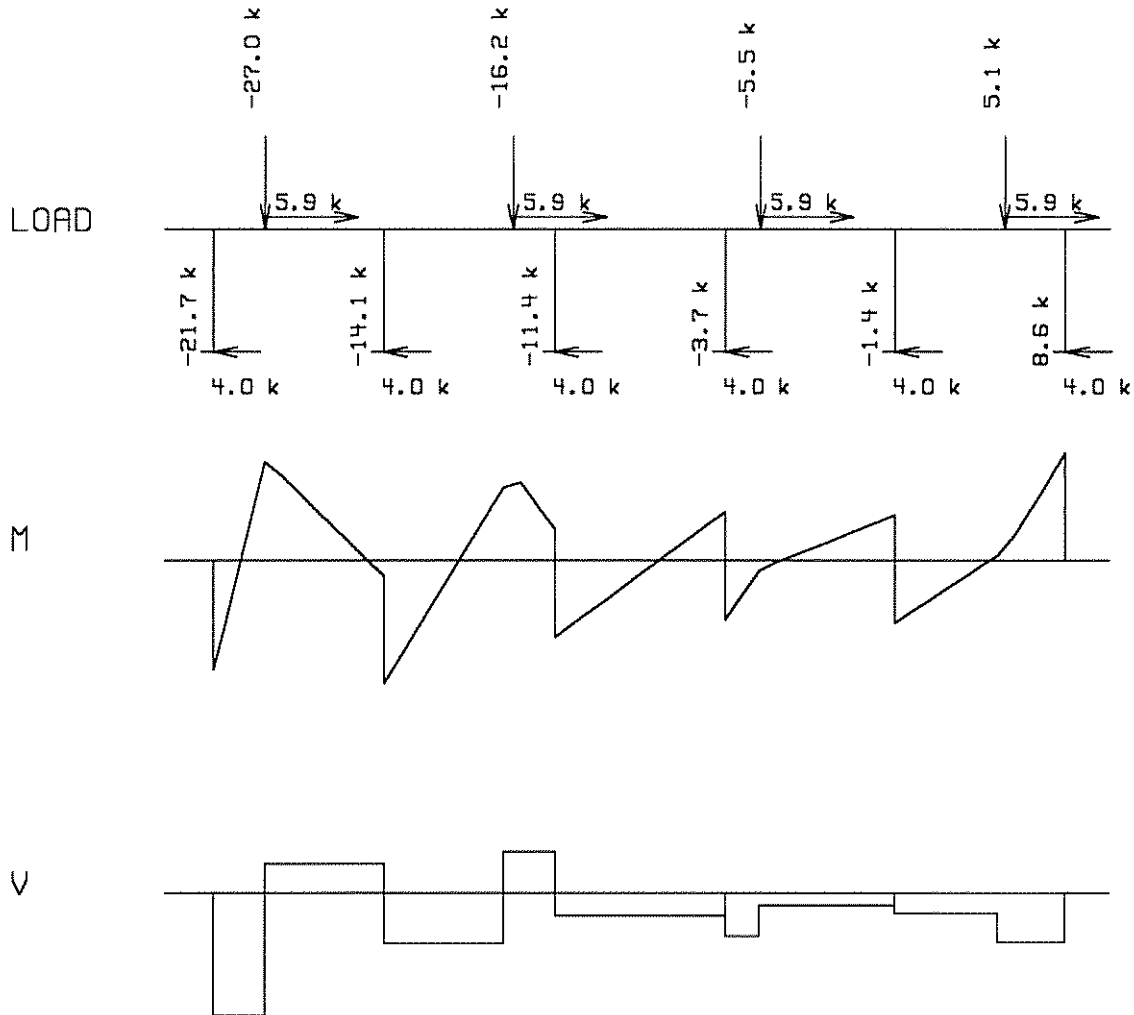 -27.0 k
-16.2 k
-5.5 k
5.1 k
LOAD
5.9 k
5.9 k
5.9 k
5.9 k
-21.7 k
-14.1 k
-11.4 k
-3.7 k
-1.4 k
8.6 k
4.0 k
4.0 k
4.0 k
4.0 k
4.0 k
4.0 k
M
V